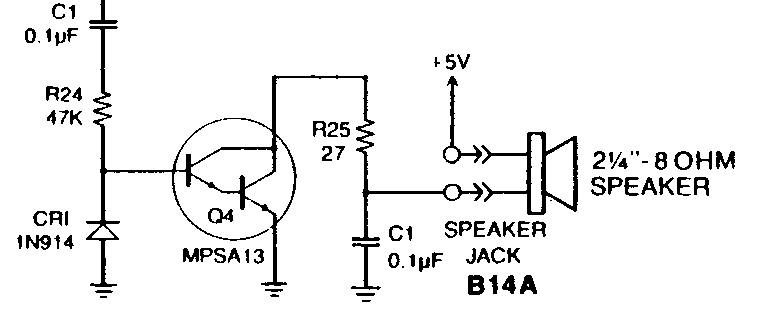 C1
0.1µF
R24
47K
CR1
1N914
Q4
MPSA13
R25
27
C1
0.1µF
+5V
SPEAKER
JACK
B14A
2¼"-8 OHM
SPEAKER